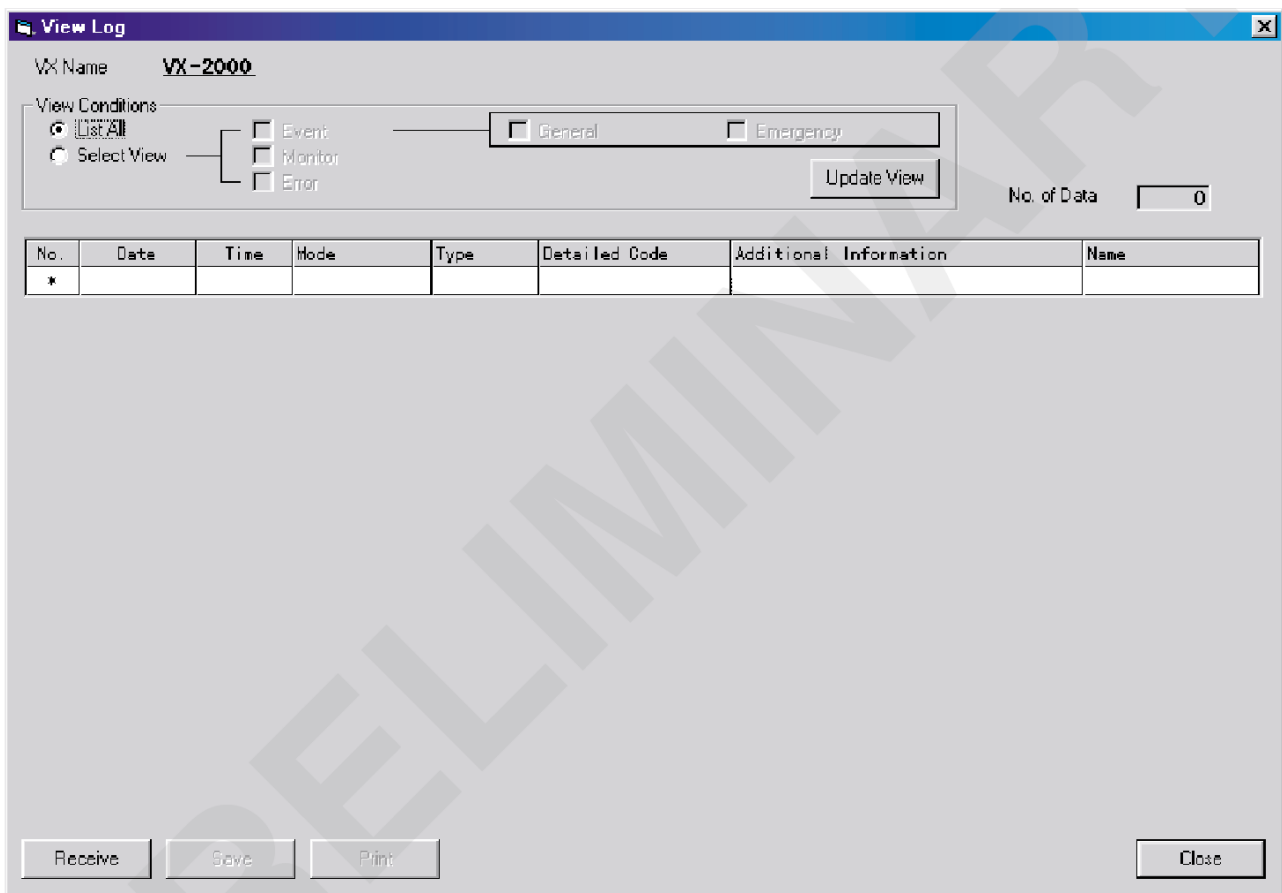 View Log
VX Name VX-2000
View Conditions
List All Event General Emergency
Select View Monitor
Error Update View
No. of Data 0
No. Date Time Mode Type Detailed Code Additional Information Name
*
Receive Save Print Close
PRELIMINARY